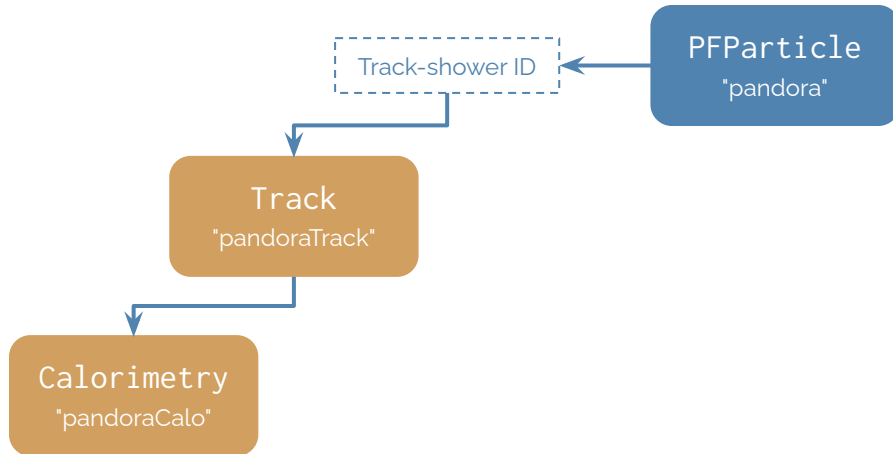 PFParticle
"pandora"
Track-shower ID
Track
"pandoraTrack"
Calorimetry
"pandoraCalo"